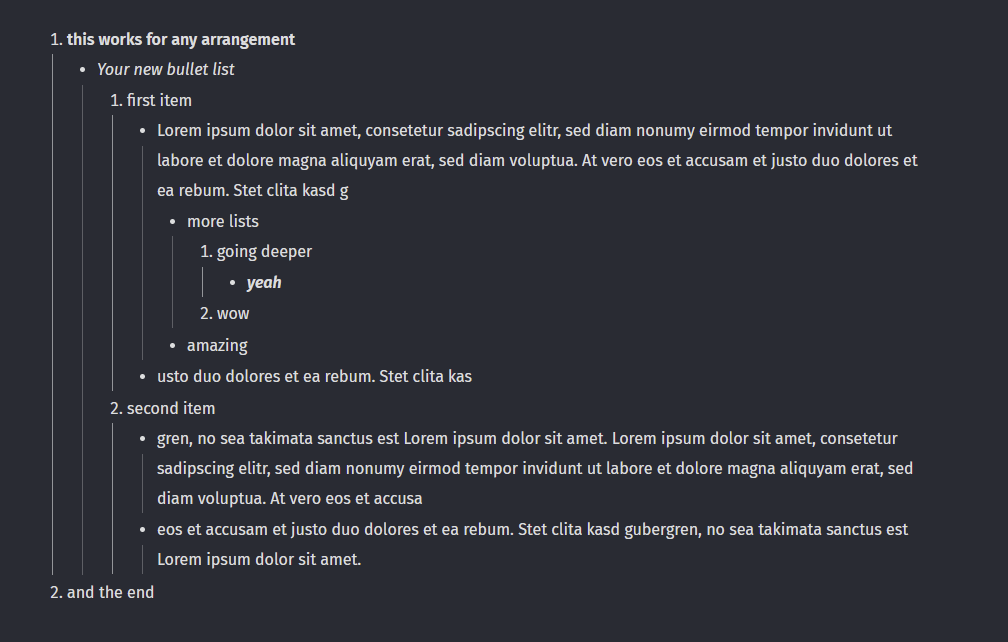 1. this works for any arrangement
• Your new bullet list
1. first item
• Lorem ipsum dolor sit amet, consetetur sadipscing elitr, sed diam nonumy eirmod tempor invidunt ut
labore et dolore magna aliquyam erat, sed diam voluptua. At vero eos et accusam et justo duo dolores et
ea rebum. Stet clita kasd g
• more lists
1. going deeper
• yeah
2. wow
• amazing
• usto duo dolores et ea rebum. Stet clita kas
2. second item
• gren, no sea takimata sanctus est Lorem ipsum dolor sit amet. Lorem ipsum dolor sit amet, consetetur
sadipscing elitr, sed diam nonumy eirmod tempor invidunt ut labore et dolore magna aliquyam erat, sed
diam voluptua. At vero eos et accusa
• eos et accusam et justo duo dolores et ea rebum. Stet clita kasd gubergren, no sea takimata sanctus est
Lorem ipsum dolor sit amet.
2. and the end